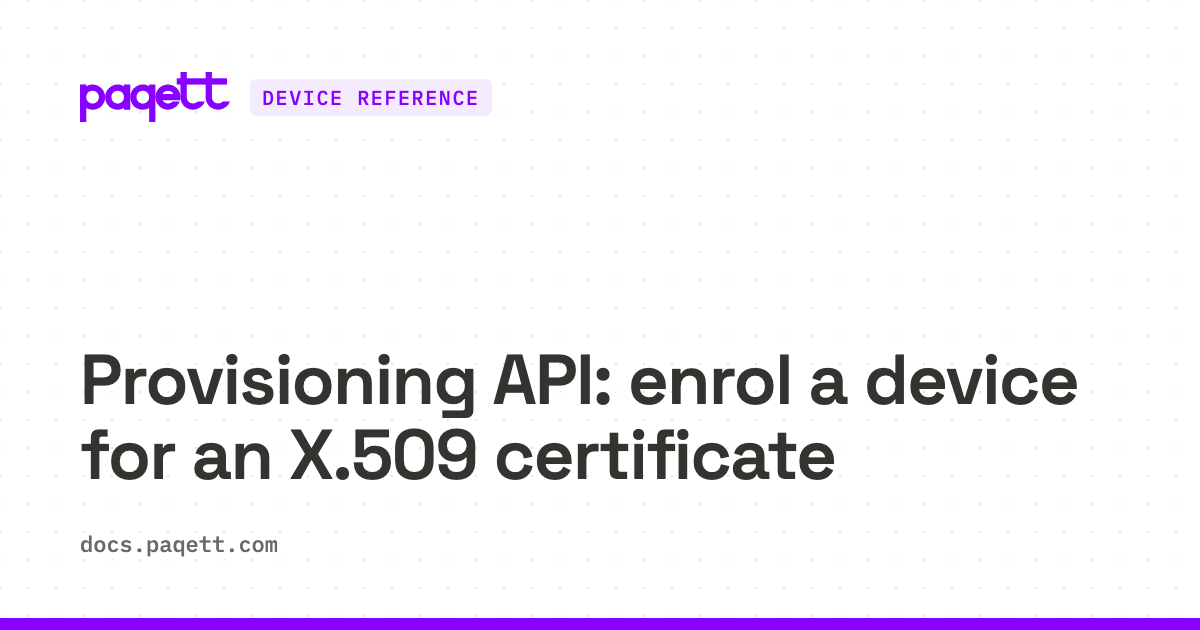 paqett
DEVICE REFERENCE
Provisioning API: enrol a device
for an X.509 certificate
docs.paqett.com